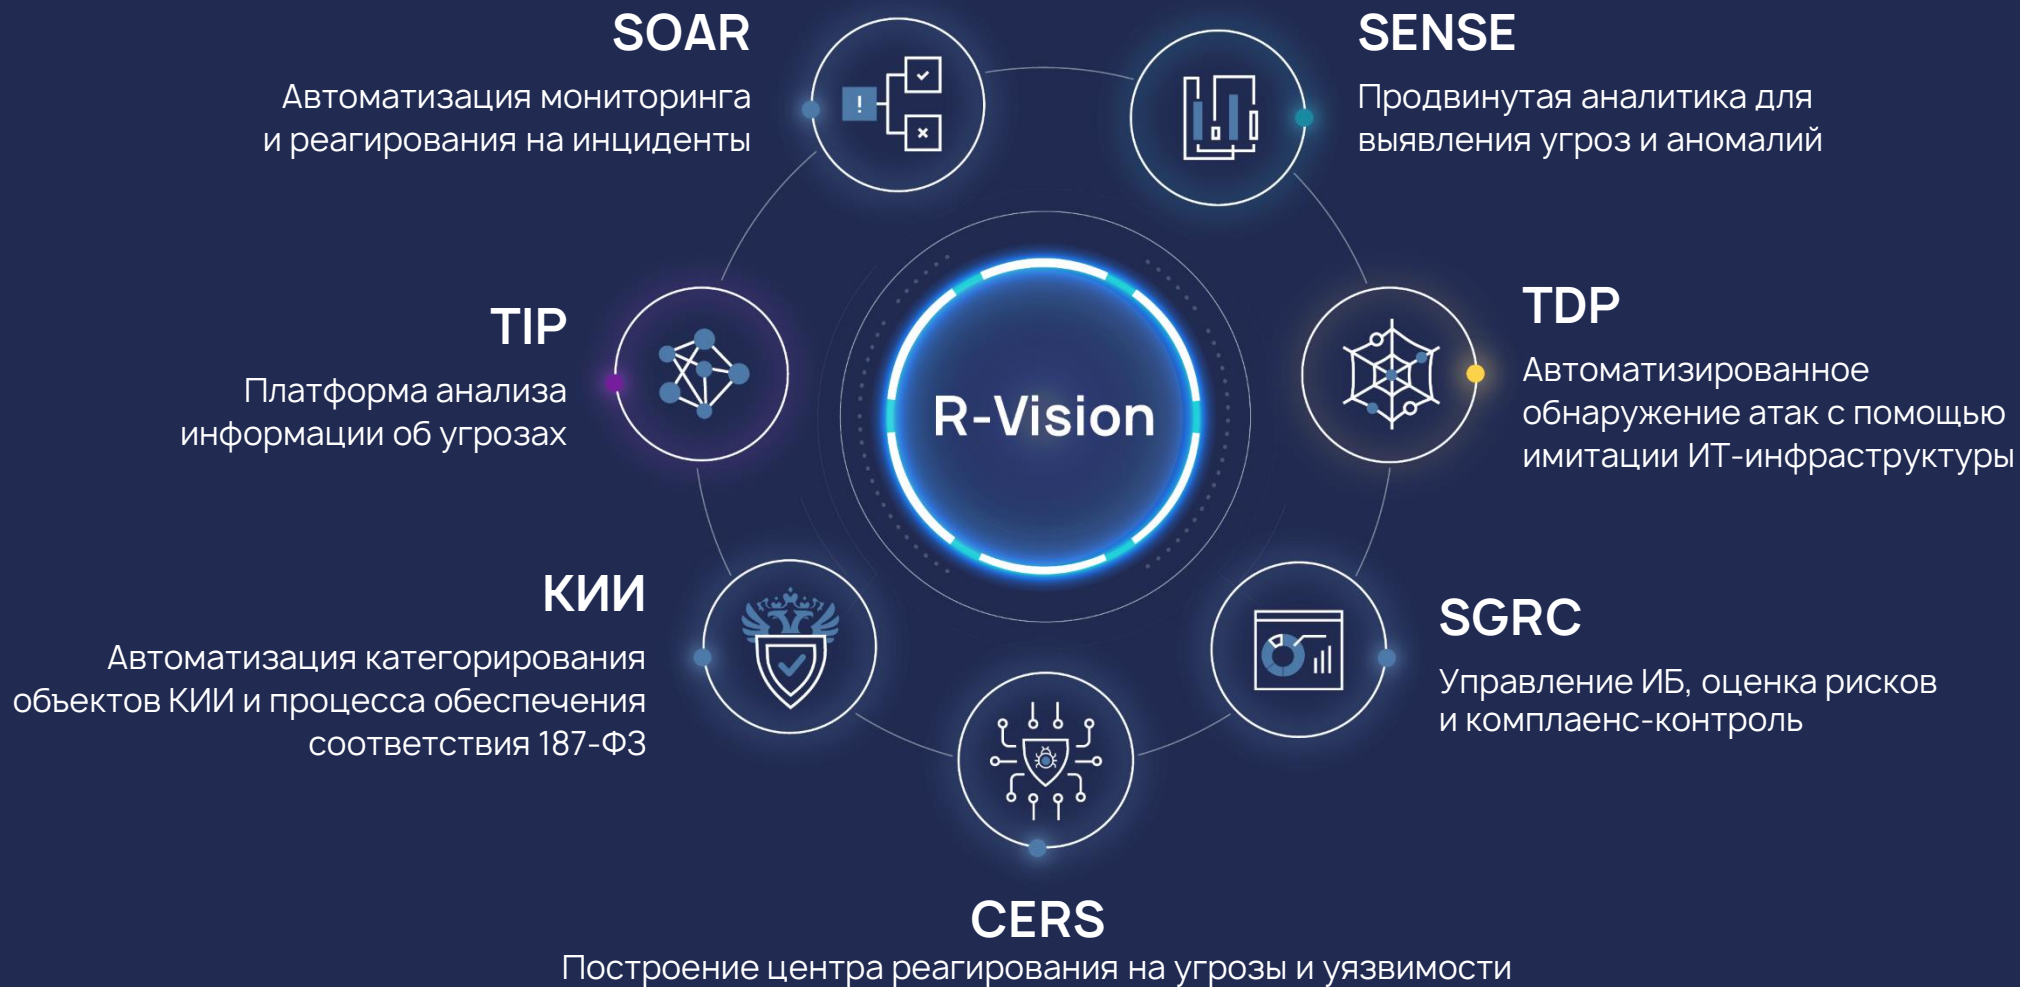 SOAR
Автоматизация мониторинга
и реагирования на инциденты
SENSE
Продвинутая аналитика для
выявления угроз и аномалий
TIP
Платформа анализа
информации об угрозах
R-Vision
TDP
Автоматизированное
обнаружение атак с помощью
имитации ИТ-инфраструктуры
КИИ
Автоматизация категорирования
объектов КИИ и процесса обеспечения
соответствия 187-ФЗ
SGRC
Управление ИБ, оценка рисков
и комплаенс-контроль
CERS
Построение центра реагирования на угрозы и уязвимости